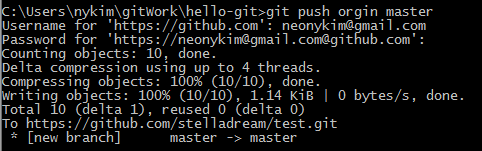 C:\Users\nykim\gitWork\hello-git>git push orgin master
Username for 'https://github.com': neonykim@gmail.com
Password for 'https://neonykim@gmail.com@github.com':
Counting objects: 10, done.
Delta compression using up to 4 threads.
Compressing objects: 100% (10/10), done.
Writing objects: 100% (10/10), 1.14 KiB | 0 bytes/s, done.
Total 10 (delta 1), reused 0 (delta 0)
To https://github.com/stelladream/test.git
 * [new branch]      master -> master